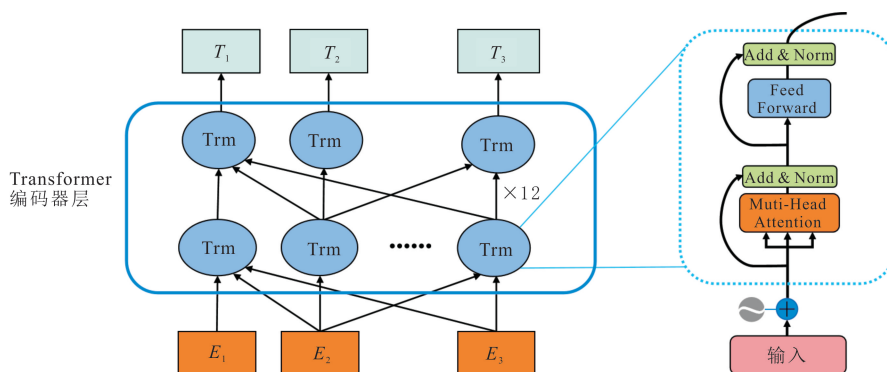 T₁ T₂ T₃
Add & Norm
Feed
Forward
Trm Trm Trm
Transformer
编码器层
×12
Add & Norm
Muti-Head
Attention
Trm Trm ······ Trm
E₁ E₂ E₃
输入